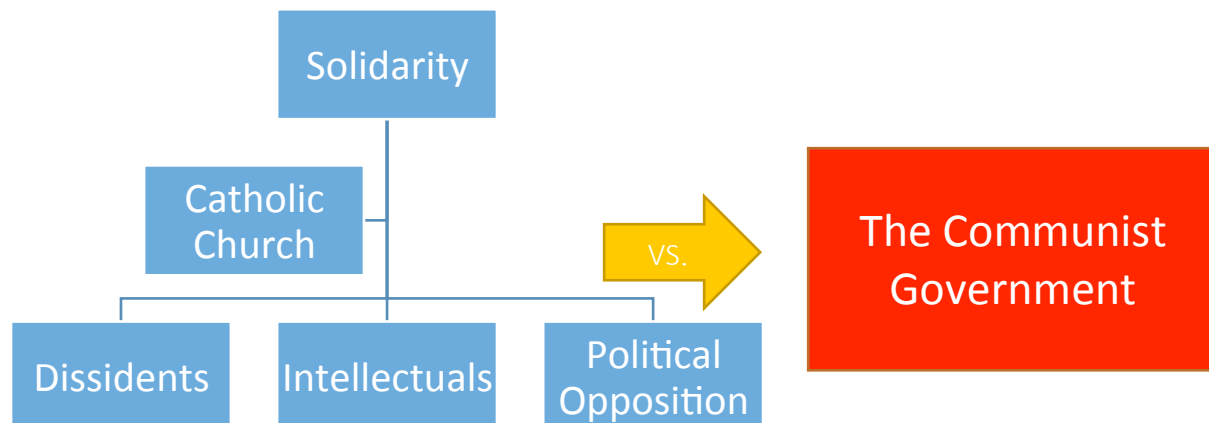 Solidarity
Catholic
Church
vs.
The Communist
Government
Dissidents
Intellectuals
Political
Opposition